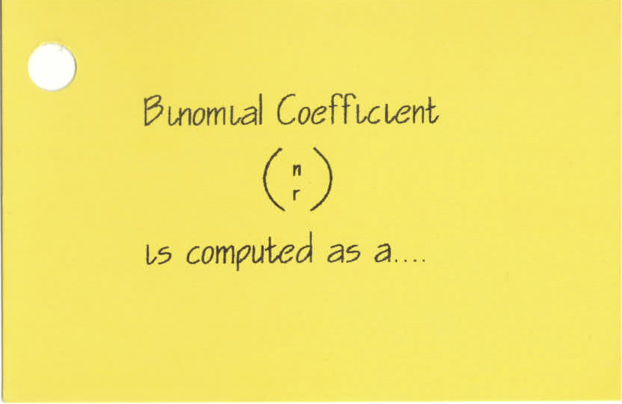 Binomial Coefficient
( n
r )
is computed as a....